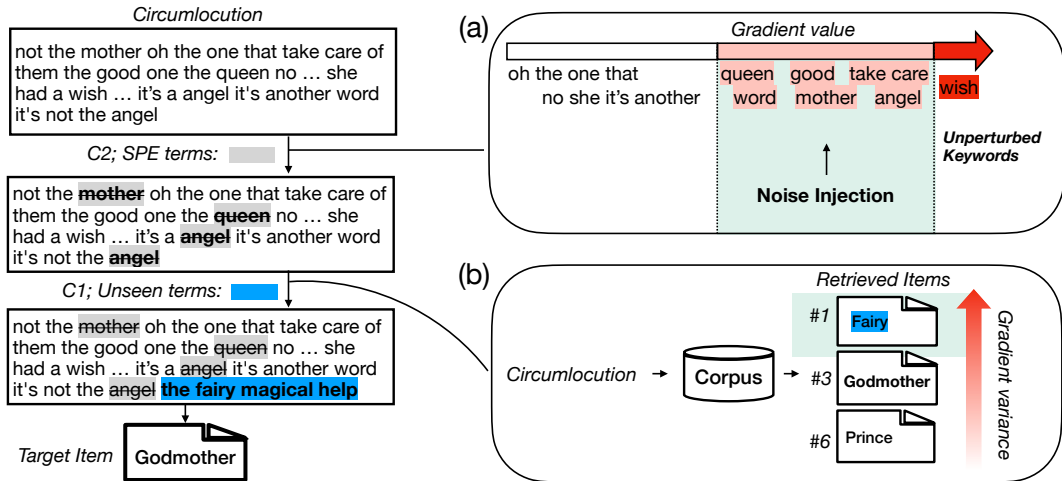 Circumlocution
not the mother oh the one that take care of
them the good one the queen no … she
had a wish … it's a angel it's another word
it's not the angel
C2; SPE terms:
not the mother oh the one that take care of
them the good one the queen no … she
had a wish … it's a angel it's another word
it's not the angel
C1; Unseen terms:
not the mother oh the one that take care of
them the good one the queen no … she
had a wish … it's a angel it's another word
it's not the angel the fairy magical help
Target Item
Godmother
(a)
Gradient value
oh the one that
no she it's another
queen good take care
word mother angel
wish
Unperturbed
Keywords
Noise Injection
(b)
Retrieved Items
Circumlocution
Corpus
#1 Fairy
#3 Godmother
#6 Prince
Gradient variance